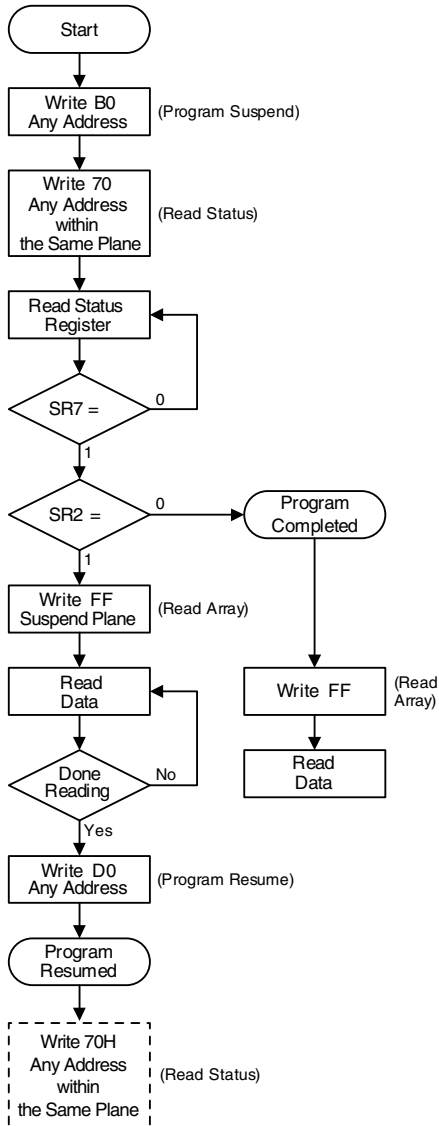 Start
Write B0
Any Address
(Program Suspend)
Write 70
Any Address
within
the Same Plane
(Read Status)
Read Status
Register
SR7 =
0
1
SR2 =
0
1
Program
Completed
Write FF
Suspend Plane
(Read Array)
Write FF
(Read
Array)
Read
Data
Read
Data
Done
Reading
No
Yes
Write D0
Any Address
(Program Resume)
Program
Resumed
Write 70H
Any Address
within
the Same Plane
(Read Status)